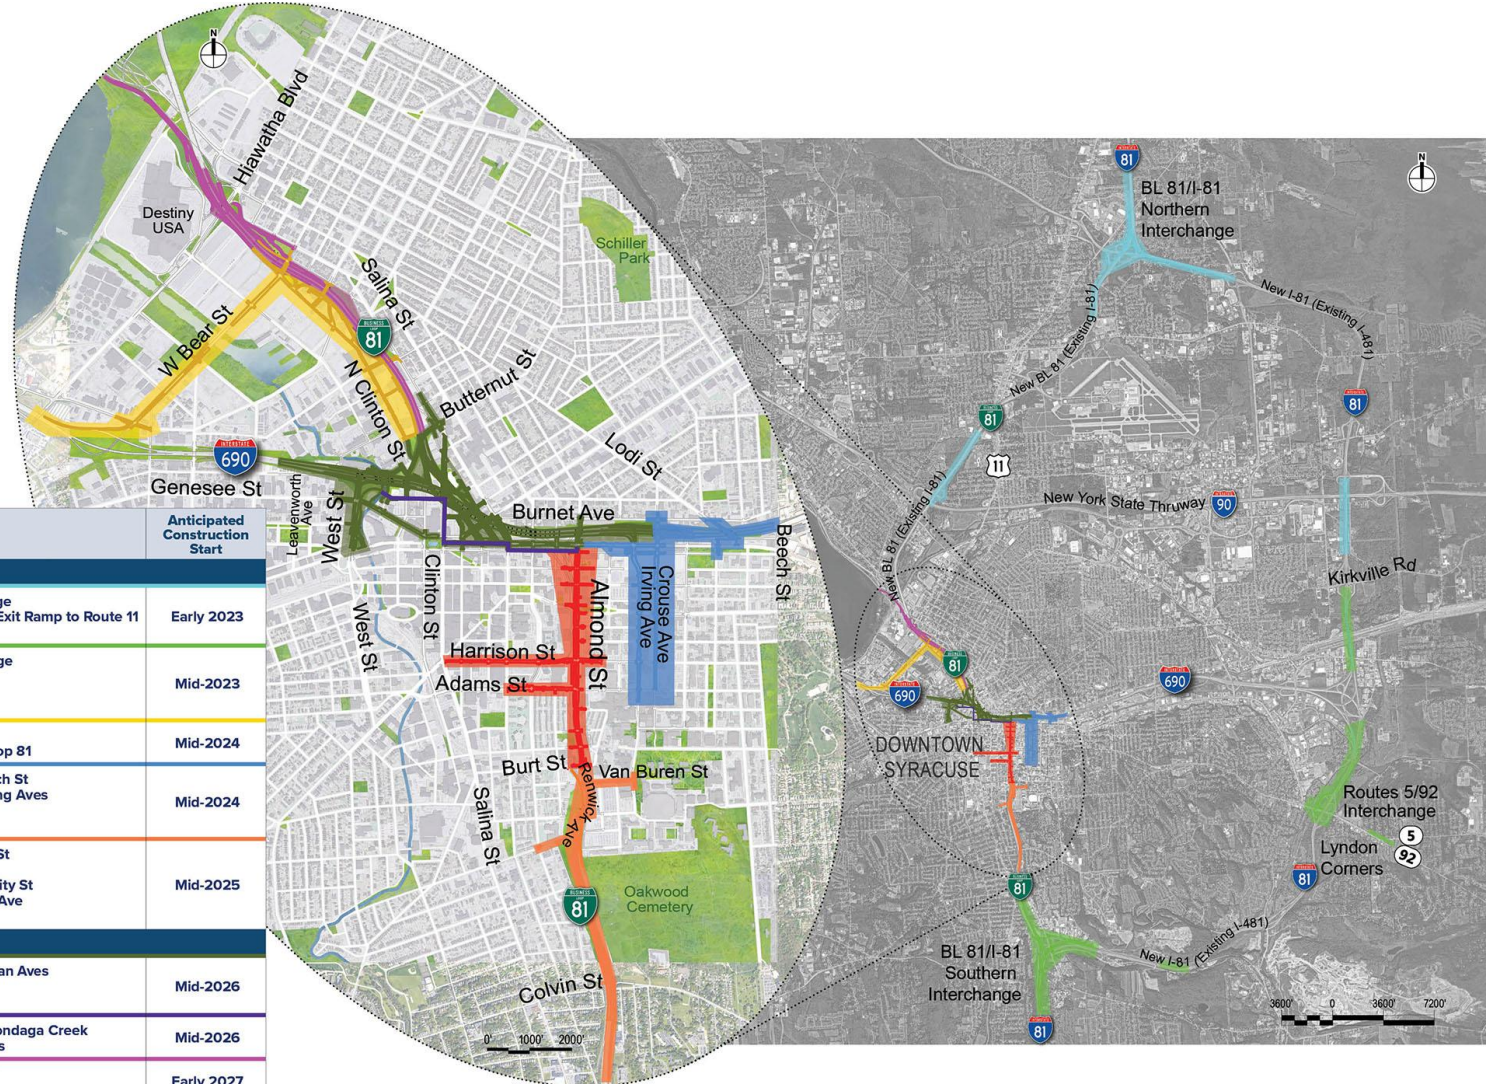 N
Hiawatha Blvd
Destiny
USA
Schiller
Park
Salina St
W Bear St
BUSINESS
LOOP
81
N Clinton St
Butternut St
Lodi St
INTERSTATE
690
Genesee St
Leavenworth
Ave
West St
Burnet Ave
Beech St
Clinton St
West St
Almond St
Irving Ave
Crouse Ave
Harrison St
Adams St
Burt St
Van Buren St
Renwick Ave
Salina St
BUSINESS
LOOP
81
Oakwood
Cemetery
Colvin St
0' 1000' 2000'
Anticipated
Construction
Start
ge
Exit Ramp to Route 11
Early 2023
ge
Mid-2023
op 81
Mid-2024
ch St
ng Aves
Mid-2024
St
ity St
Ave
Mid-2025
an Aves
Mid-2026
ondaga Creek
s
Mid-2026
Early 2027
N
81
BL 81/I-81
Northern
Interchange
New I-81 (Existing I-481)
New BL 81 (Existing I-81)
81
81
11
New York State Thruway
90
New BL 81 (Existing I-81)
Kirkville Rd
81
690
690
DOWNTOWN
SYRACUSE
Routes 5/92
Interchange
5
92
Lyndon
Corners
81
81
New I-81 (Existing I-481)
BL 81/I-81
Southern
Interchange
81
3600' 0 3600' 7200'